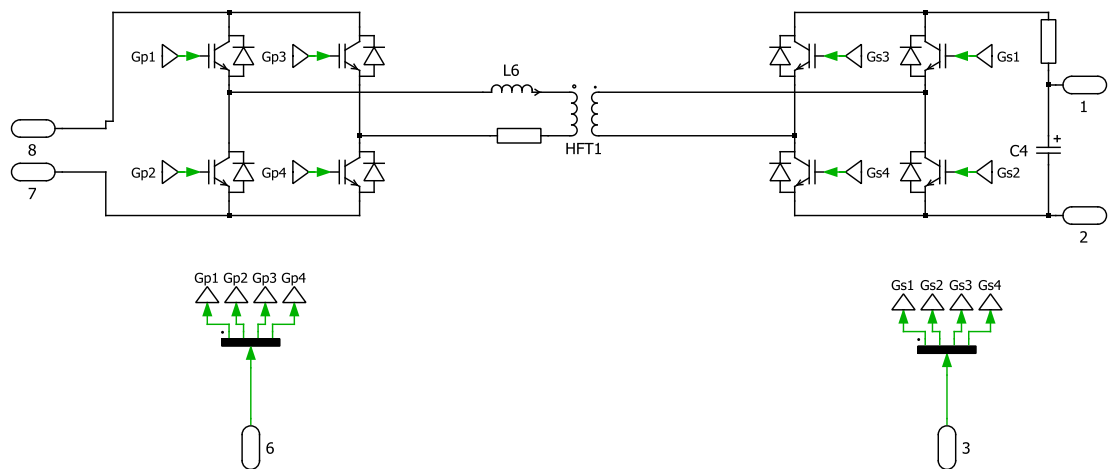 Gp1 Gp3 L6 Gs3 Gs1
8 HFT1 1
Gp2 Gp4 C4 + Gs4 Gs2
7 2
Gp1 Gp2 Gp3 Gp4 Gs1 Gs2 Gs3 Gs4
6 3